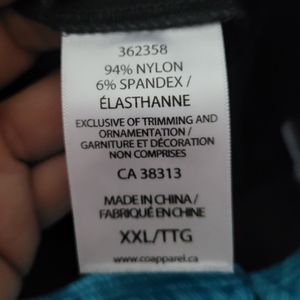 362358
94% NYLON
6% SPANDEX /
ÉLASTHANNE
EXCLUSIVE OF TRIMMING AND
ORNAMENTATION /
GARNITURE ET DÉCORATION
NON COMPRISES
CA 38313
MADE IN CHINA /
FABRIQUÉ EN CHINE
XXL/TTG
www.coapparel.ca